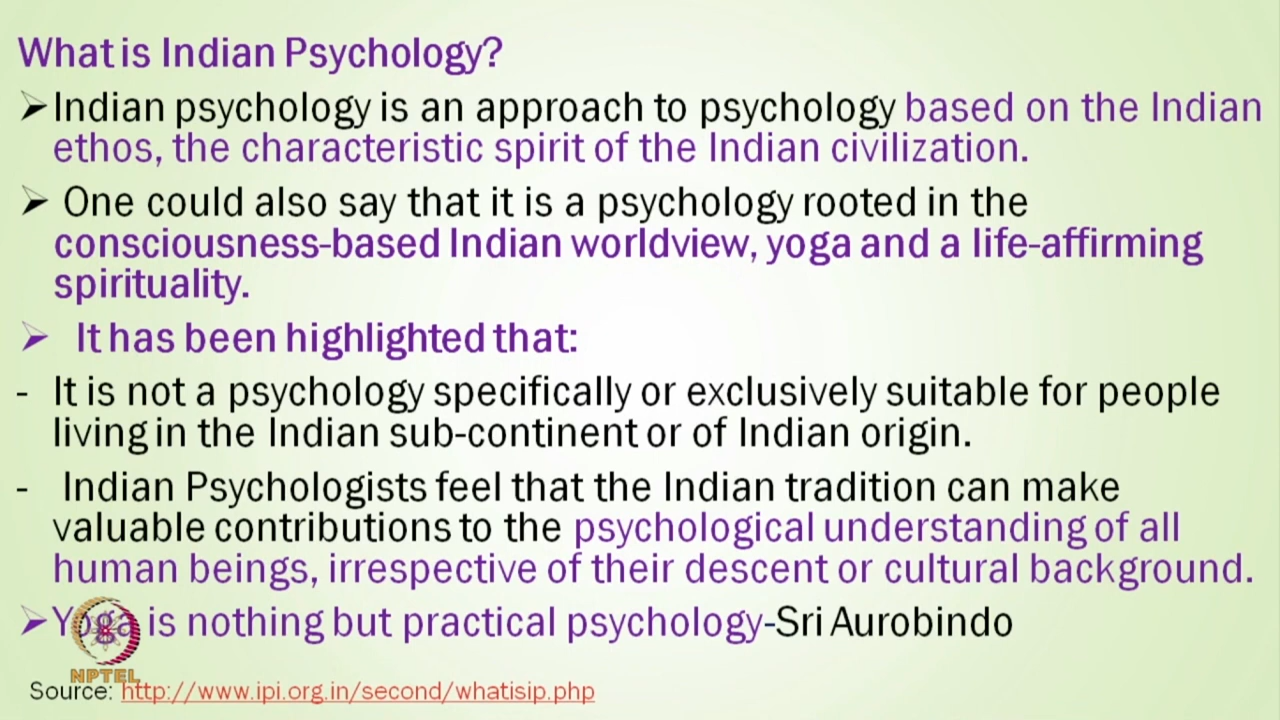 What is Indian Psychology?
➢Indian psychology is an approach to psychology based on the Indian
ethos, the characteristic spirit of the Indian civilization.
➢ One could also say that it is a psychology rooted in the
consciousness-based Indian worldview, yoga and a life-affirming
spirituality.
➢ It has been highlighted that:
- It is not a psychology specifically or exclusively suitable for people
living in the Indian sub-continent or of Indian origin.
- Indian Psychologists feel that the Indian tradition can make
valuable contributions to the psychological understanding of all
human beings, irrespective of their descent or cultural background.
➢Yoga is nothing but practical psychology-Sri Aurobindo
NPTEL
Source: http://www.ipi.org.in/second/whatisip.php